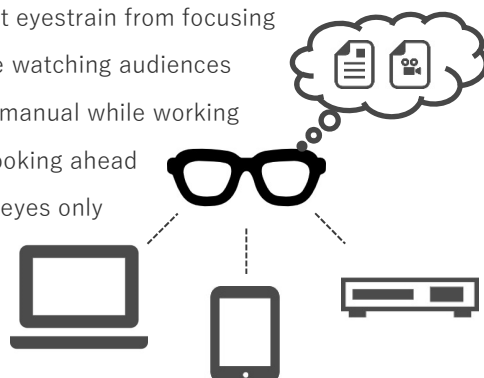 t eyestrain from focusing
e watching audiences
manual while working
ooking ahead
eyes only